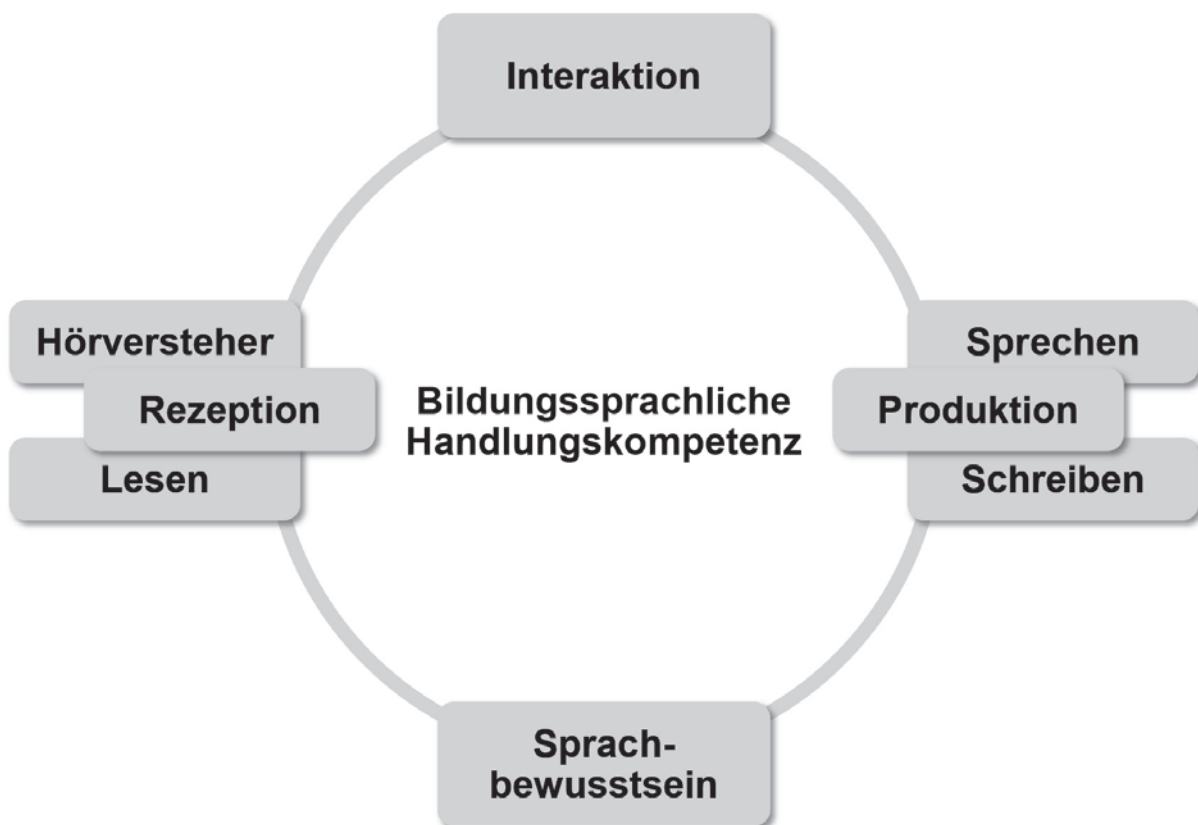 Interaktion
Hörversteher
Rezeption
Lesen
Bildungssprachliche
Handlungskompetenz
Sprechen
Produktion
Schreiben
Sprach-
bewusstsein